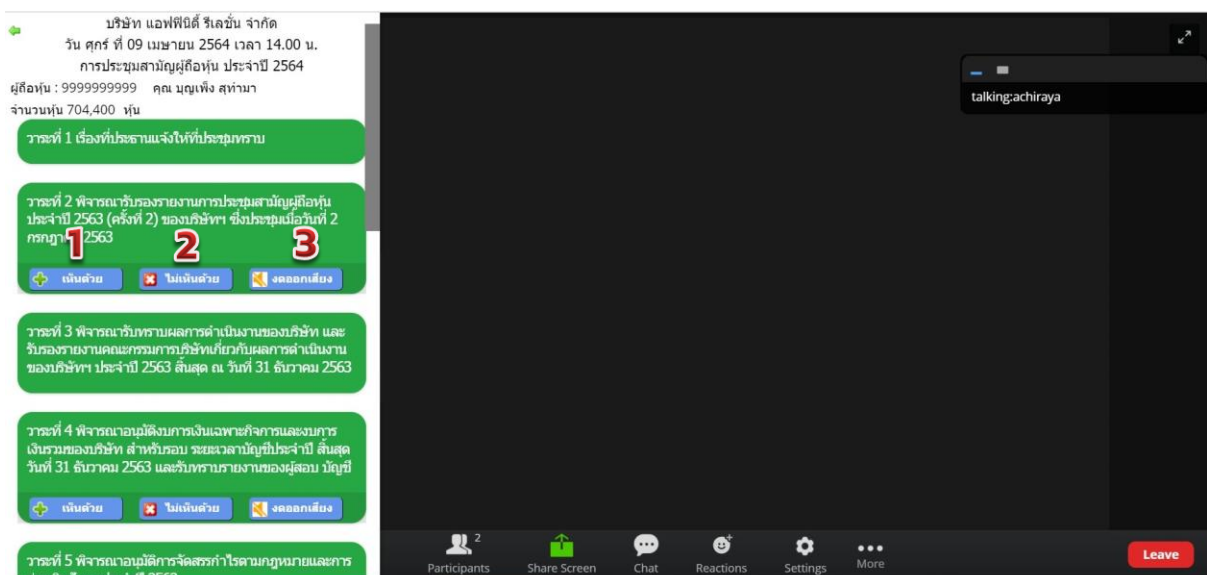 บริษัท แอฟฟินิตี้ รีเลชั่น จำกัด
วัน ศุกร์ ที่ 09 เมษายน 2564 เวลา 14.00 น.
การประชุมสามัญผู้ถือหุ้น ประจำปี 2564
ผู้ถือหุ้น : 9999999999 คุณ บุญเพ็ง สุท่ามา
จำนวนหุ้น 704,400 หุ้น
วาระที่ 1 เรื่องที่ประธานแจ้งให้ที่ประชุมทราบ
วาระที่ 2 พิจารณารับรองรายงานการประชุมสามัญผู้ถือหุ้น
ประจำปี 2563 (ครั้งที่ 2) ของบริษัทฯ ซึ่งประชุมเมื่อวันที่ 2
2563
1 2 3
เห็นด้วย ไม่เห็นด้วย งดออกเสียง
วาระที่ 3 พิจารณารับทราบผลการดำเนินงานของบริษัท และ
รับรองรายงานคณะกรรมการบริษัทเกี่ยวกับผลการดำเนินงาน
ของบริษัทฯ ประจำปี 2563 สิ้นสุด ณ วันที่ 31 ธันวาคม 2563
วาระที่ 4 พิจารณาอนุมัติงบการเงินเฉพาะกิจการและงบการ
เงินรวมของบริษัท สำหรับรอบ ระยะเวลาบัญชีประจำปี สิ้นสุด
วันที่ 31 ธันวาคม 2563 และรับทราบรายงานของผู้สอบ บัญชี
เห็นด้วย ไม่เห็นด้วย งดออกเสียง
วาระที่ 5 พิจารณาอนุมัติการจัดสรรกำไรตามกฎหมายและการ
talking:achiraya
2
Participants Share Screen Chat Reactions Settings More Leave